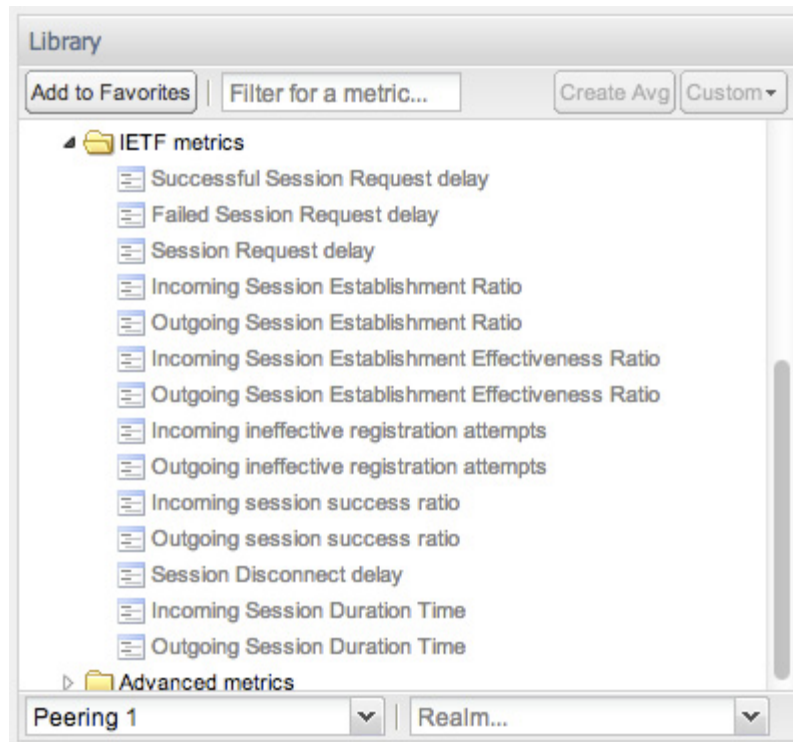 Library
Add to Favorites Filter for a metric... Create Avg Custom
IETF metrics
Successful Session Request delay
Failed Session Request delay
Session Request delay
Incoming Session Establishment Ratio
Outgoing Session Establishment Ratio
Incoming Session Establishment Effectiveness Ratio
Outgoing Session Establishment Effectiveness Ratio
Incoming ineffective registration attempts
Outgoing ineffective registration attempts
Incoming session success ratio
Outgoing session success ratio
Session Disconnect delay
Incoming Session Duration Time
Outgoing Session Duration Time
Advanced metrics
Peering 1 Realm...